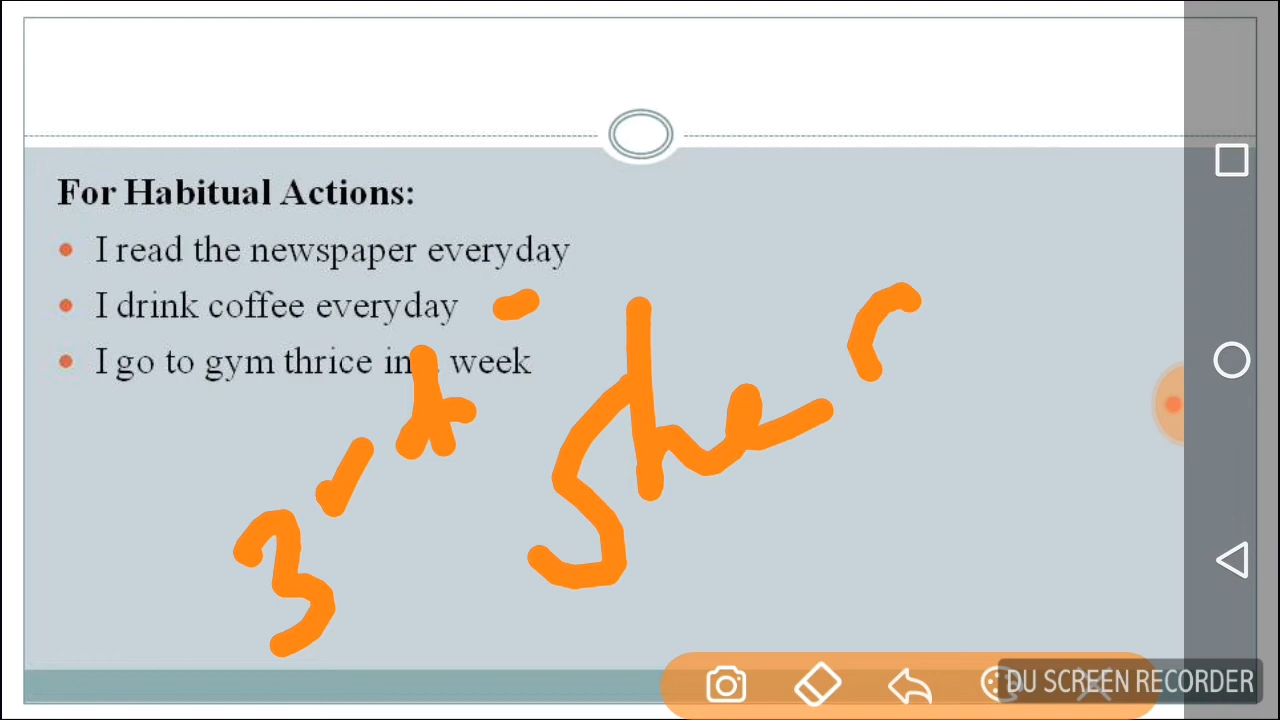 For Habitual Actions:
I read the newspaper everyday
I drink coffee everyday
I go to gym thrice in week
She
3
DU SCREEN RECORDER